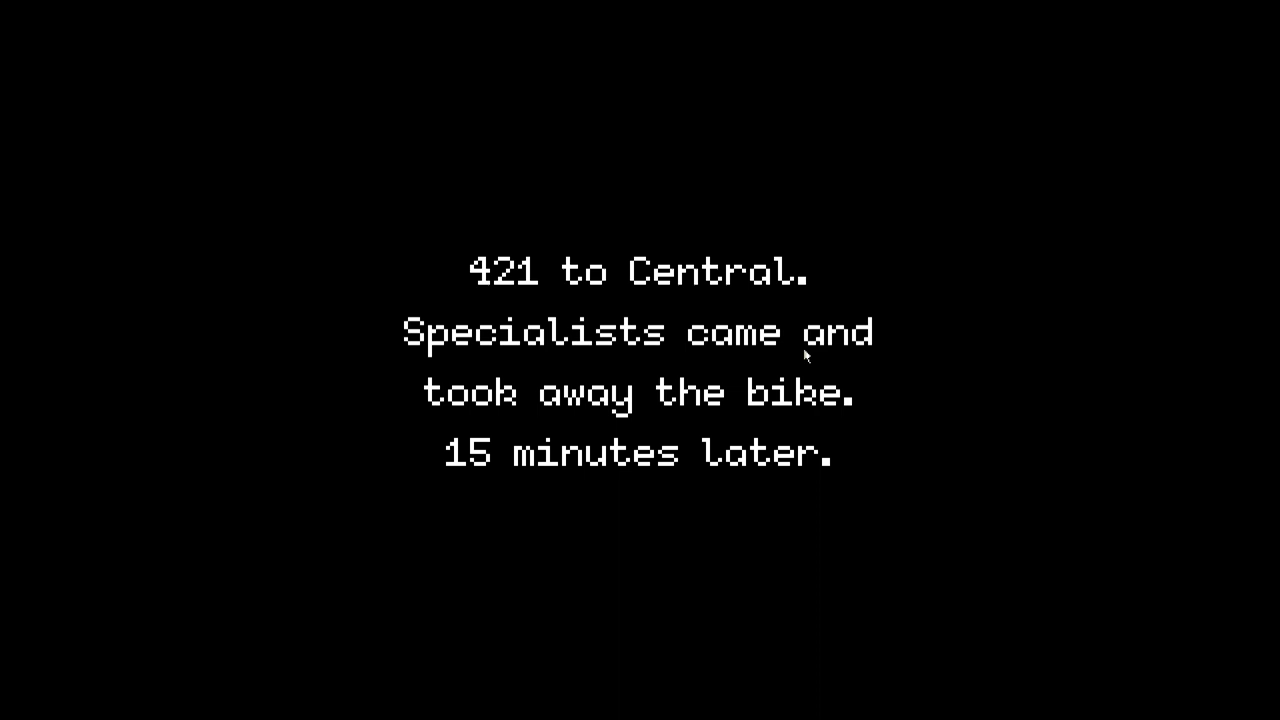 421 to Central.
Specialists came and
took away the bike.
15 minutes later.